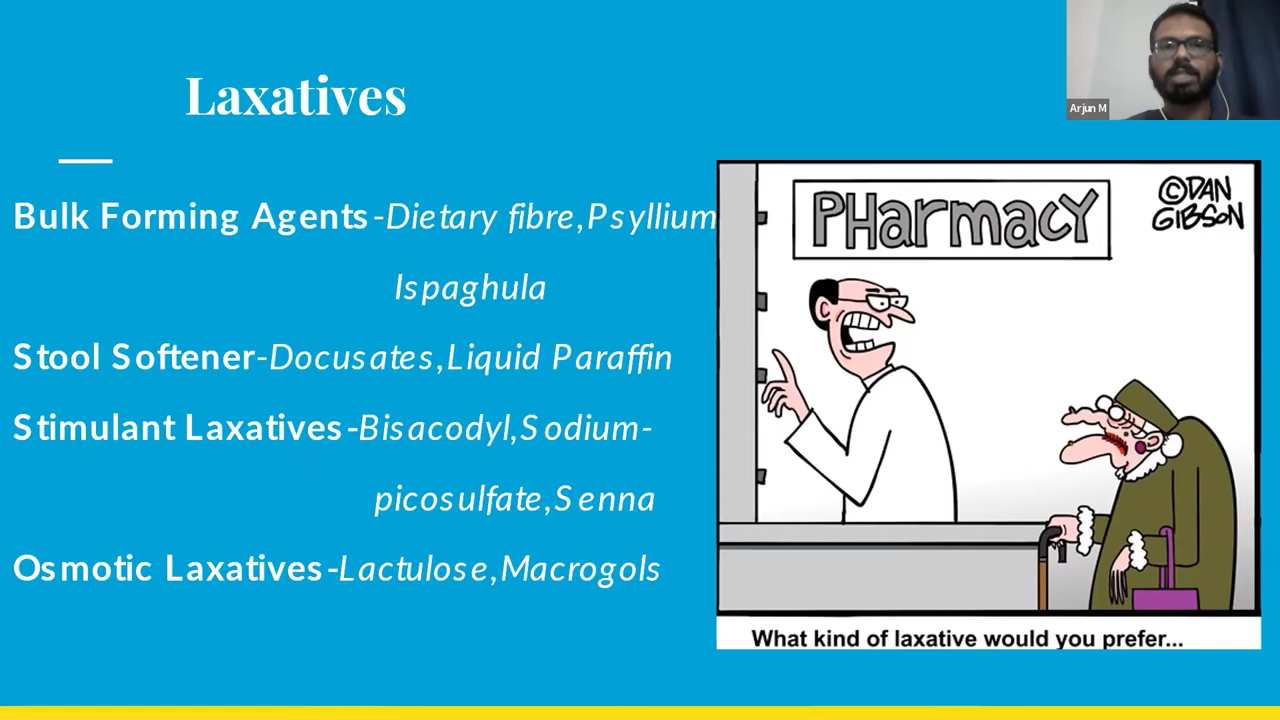 Laxatives
Arjun M
Bulk Forming Agents-Dietary fibre,Psyllium
Ispaghula
Stool Softener-Docusates,Liquid Paraffin
Stimulant Laxatives-Bisacodyl,Sodium-
picosulfate,Senna
Osmotic Laxatives-Lactulose,Macrogols
PHarmacy
©DAN
GIBSON
What kind of laxative would you prefer...